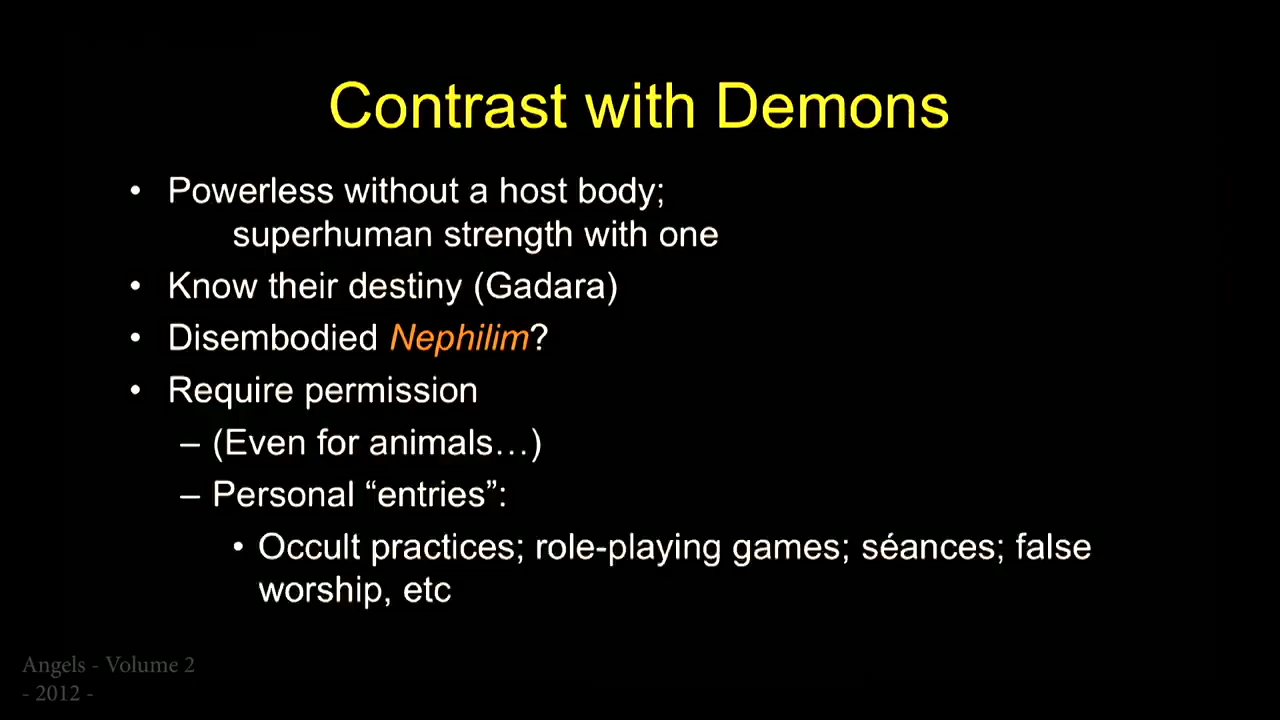 Contrast with Demons
• Powerless without a host body;
superhuman strength with one
• Know their destiny (Gadara)
• Disembodied Nephilim?
• Require permission
– (Even for animals…)
– Personal “entries”:
• Occult practices; role-playing games; séances; false
worship, etc
Angels - Volume 2
- 2012 -